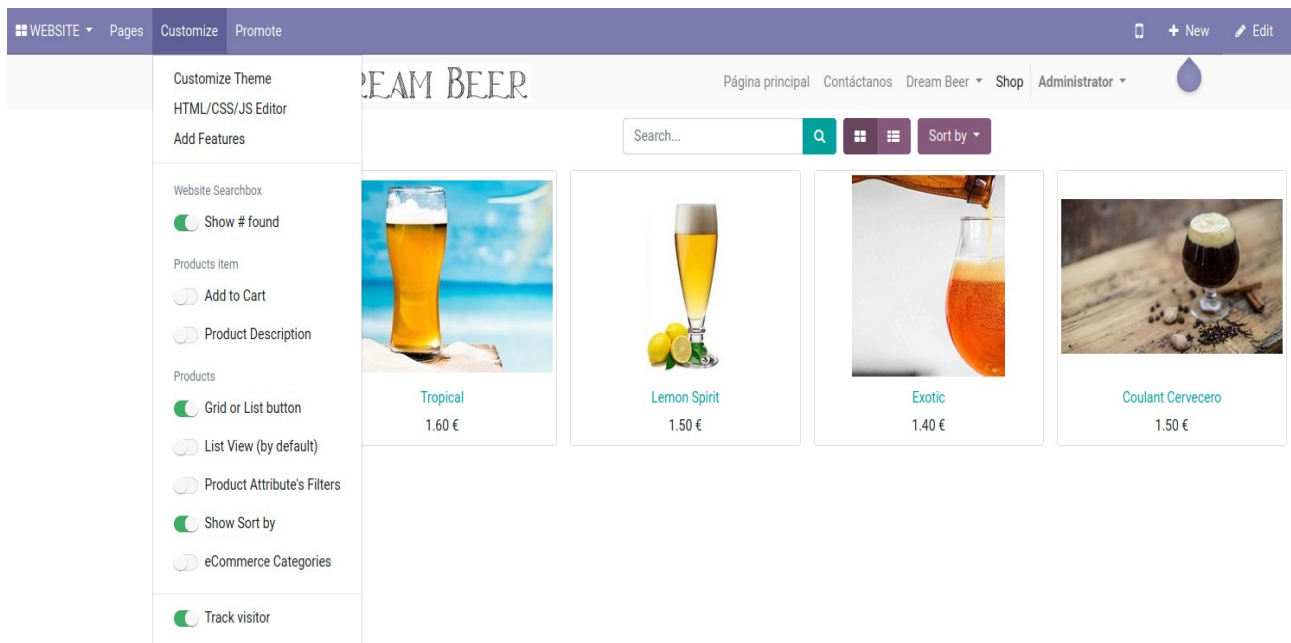 WEBSITE Pages Customize Promote New Edit
Customize Theme
HTML/CSS/JS Editor
Add Features
Website Searchbox
Show # found
Products item
Add to Cart
Product Description
Products
Grid or List button
List View (by default)
Product Attribute's Filters
Show Sort by
eCommerce Categories
Track visitor
BEER
Página principal Contáctanos Dream Beer Shop Administrator
Search... Sort by
Tropical
1.60 €
Lemon Spirit
1.50 €
Exotic
1.40 €
Coulant Cervecero
1.50 €